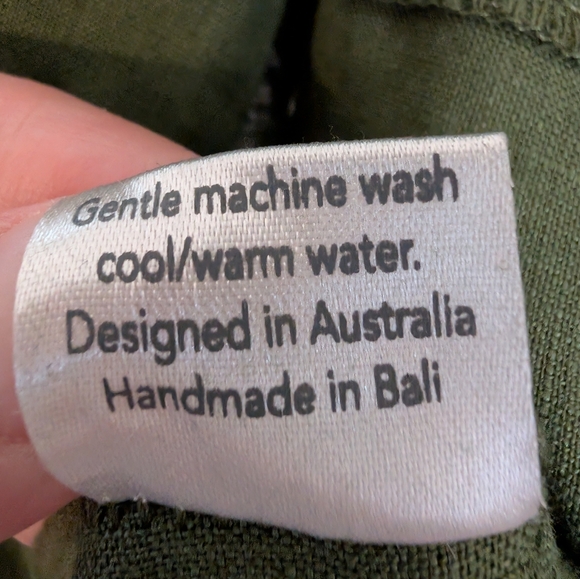 Gentle machine wash
cool/warm water.
Designed in Australia
Handmade in Bali